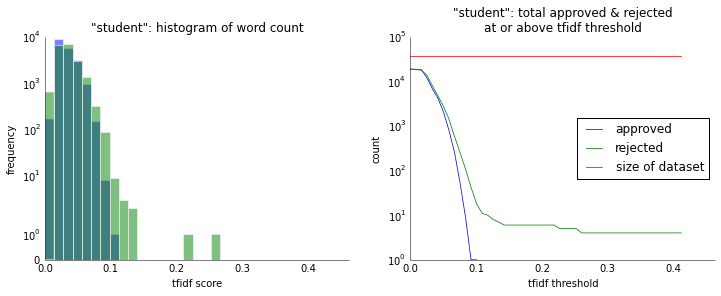 "student": histogram of word count
10^4
10^3
10^2
10^1
10^0
0
frequency
0.0 0.1 0.2 0.3 0.4
tfidf score
"student": total approved & rejected
at or above tfidf threshold
10^5
10^4
10^3
10^2
10^1
10^0
count
approved
rejected
size of dataset
0.0 0.1 0.2 0.3 0.4
tfidf threshold